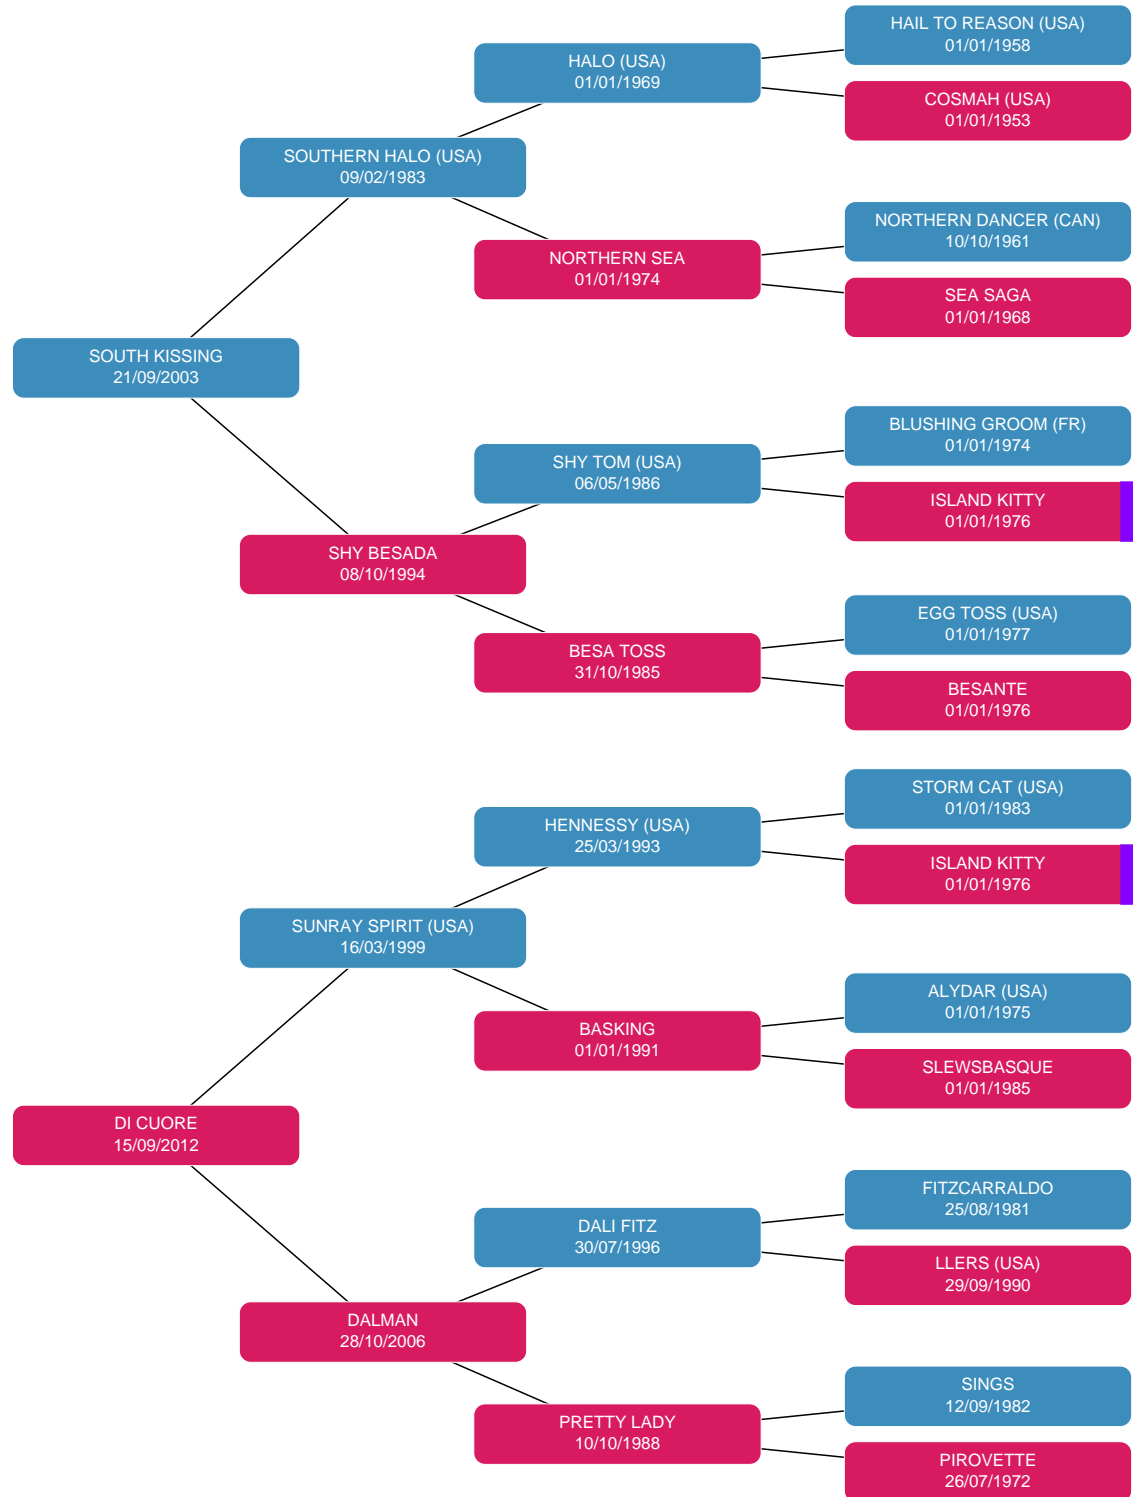 HAIL TO REASON (USA)
01/01/1958
HALO (USA)
01/01/1969
COSMAH (USA)
01/01/1953
SOUTHERN HALO (USA)
09/02/1983
NORTHERN DANCER (CAN)
10/10/1961
NORTHERN SEA
01/01/1974
SEA SAGA
01/01/1968
SOUTH KISSING
21/09/2003
BLUSHING GROOM (FR)
01/01/1974
SHY TOM (USA)
06/05/1986
ISLAND KITTY
01/01/1976
SHY BESADA
08/10/1994
EGG TOSS (USA)
01/01/1977
BESA TOSS
31/10/1985
BESANTE
01/01/1976
STORM CAT (USA)
01/01/1983
HENNESSY (USA)
25/03/1993
ISLAND KITTY
01/01/1976
SUNRAY SPIRIT (USA)
16/03/1999
ALYDAR (USA)
01/01/1975
BASKING
01/01/1991
SLEWSBASQUE
01/01/1985
DI CUORE
15/09/2012
FITZCARRALDO
25/08/1981
DALI FITZ
30/07/1996
LLERS (USA)
29/09/1990
DALMAN
28/10/2006
SINGS
12/09/1982
PRETTY LADY
10/10/1988
PIROVETTE
26/07/1972